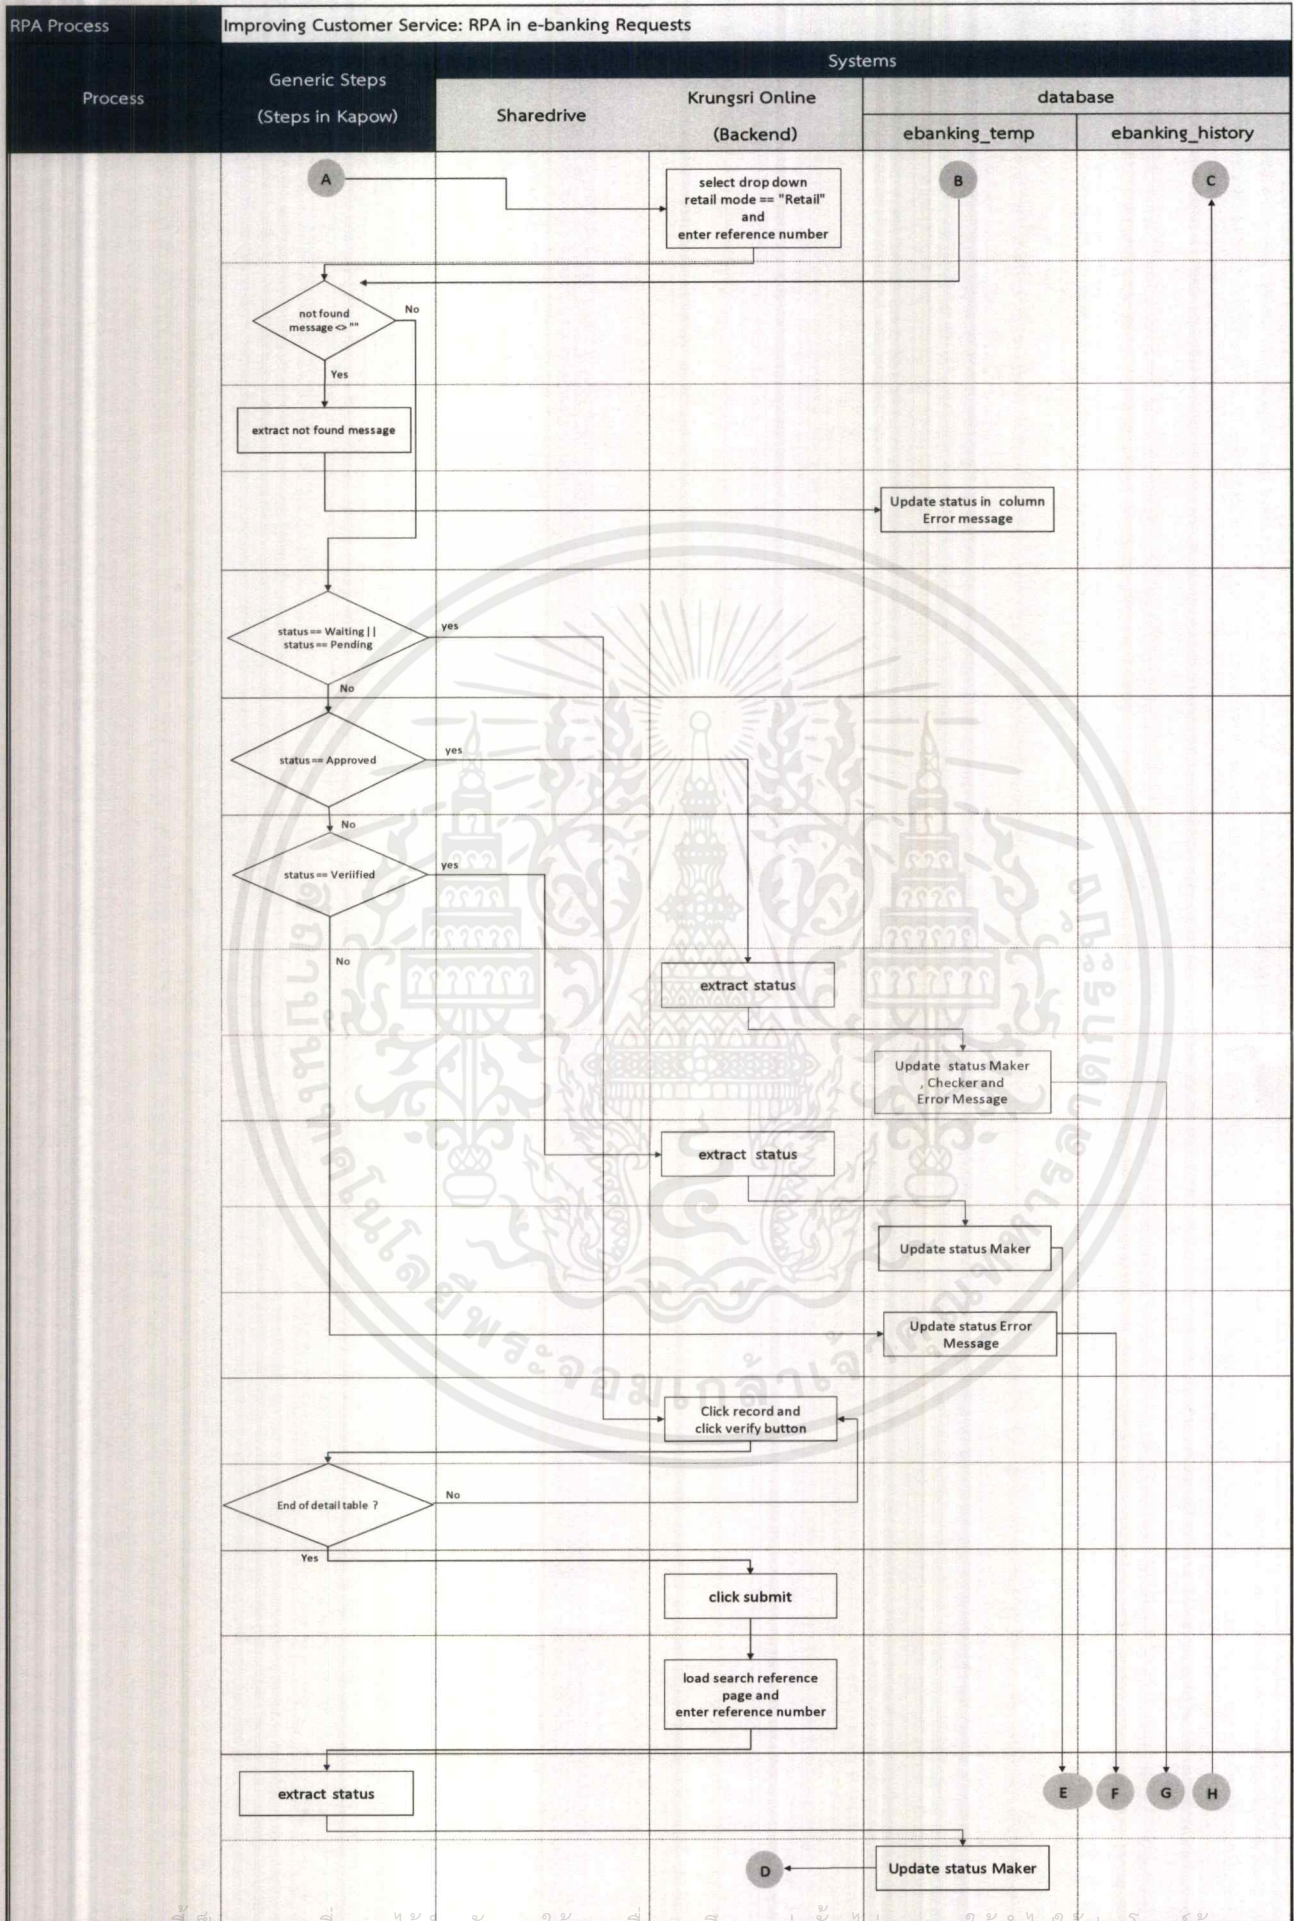 RPA Process
Improving Customer Service: RPA in e-banking Requests
Process
Generic Steps
(Steps in Kapow)
Systems
Sharedrive
Krungsri Online
(Backend)
database
ebanking_temp
ebanking_history
A
select drop down
retail mode == "Retail"
and
enter reference number
B
C
not found
message <> ""
No
Yes
extract not found message
Update status in column
Error message
status == Waiting ||
status == Pending
yes
No
status == Approved
yes
No
status == Veriified
yes
No
extract status
Update status Maker
, Checker and
Error Message
extract status
Update status Maker
Update status Error
Message
Click record and
click verify button
End of detail table ?
No
Yes
click submit
load search reference
page and
enter reference number
extract status
E
F
G
H
D
Update status Maker